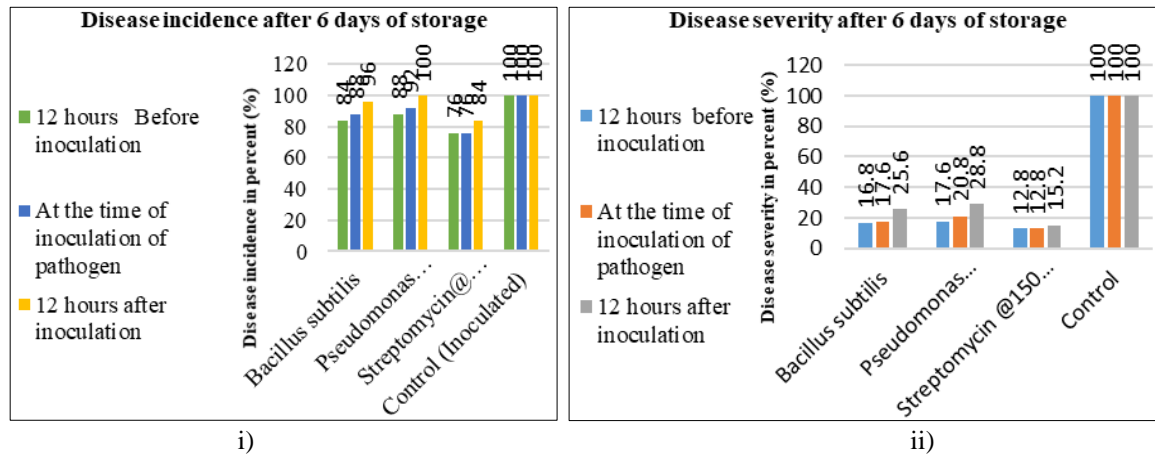 Disease incidence after 6 days of storage
12 hours Before
inoculation
At the time of
inoculation of
pathogen
12 hours after
inoculation
Disease incidence in percent (%)
120
100
80
60
40
20
0
84
88
96
88
92
100
76
76
84
100
100
100
Bacillus subtilis
Pseudomonas…
Streptomycin@…
Control (Inoculated)
i)
Disease severity after 6 days of storage
12 hours before
inoculation
At the time of
inoculation of
pathogen
12 hours after
inoculation
Disease severity in percent (%)
120
100
80
60
40
20
0
16.8
17.6
25.6
17.6
20.8
28.8
12.8
12.8
15.2
100
100
100
Bacillus subtilis
Pseudomonas…
Streptomycin @150…
Control
ii)